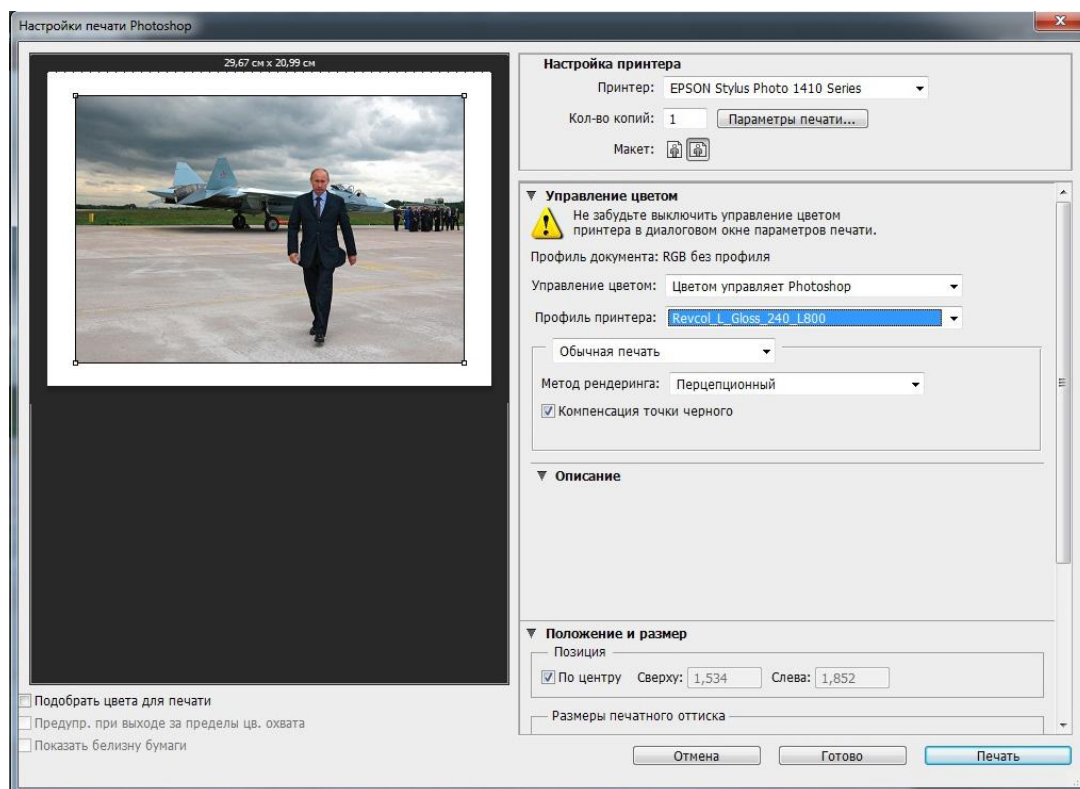 Настройки печати Photoshop
29,67 см x 20,99 см
Настройка принтера
Принтер: EPSON Stylus Photo 1410 Series
Кол-во копий: 1 Параметры печати...
Макет:
Управление цветом
Не забудьте выключить управление цветом
принтера в диалоговом окне параметров печати.
Профиль документа: RGB без профиля
Управление цветом: Цветом управляет Photoshop
Профиль принтера: Revcol_L_Gloss_240_L800
Обычная печать
Метод рендеринга: Перцепционный
Компенсация точки черного
Описание
Положение и размер
Позиция
По центру Сверху: 1,534 Слева: 1,852
Размеры печатного оттиска
Подобрать цвета для печати
Предупр. при выходе за пределы цв. охвата
Показать белизну бумаги
Отмена Готово Печать